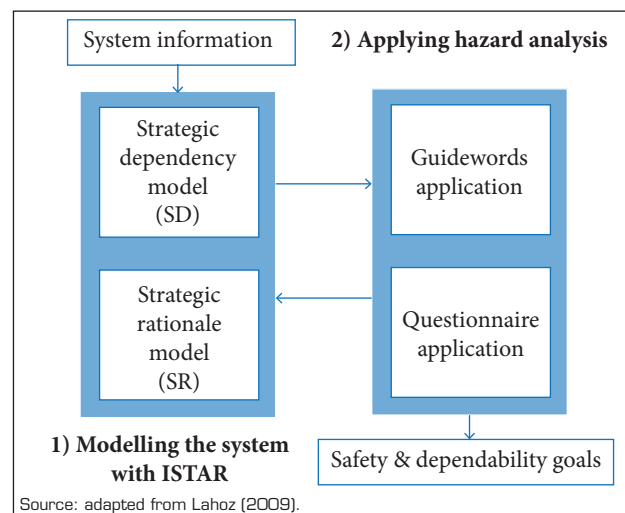 System information
2) Applying hazard analysis
Strategic
dependency
model
(SD)
Guidewords
application
Strategic
rationale
model
(SR)
Questionnaire
application
1) Modelling the system
with ISTAR
Safety & dependability goals
Source: adapted from Lahoz (2009).